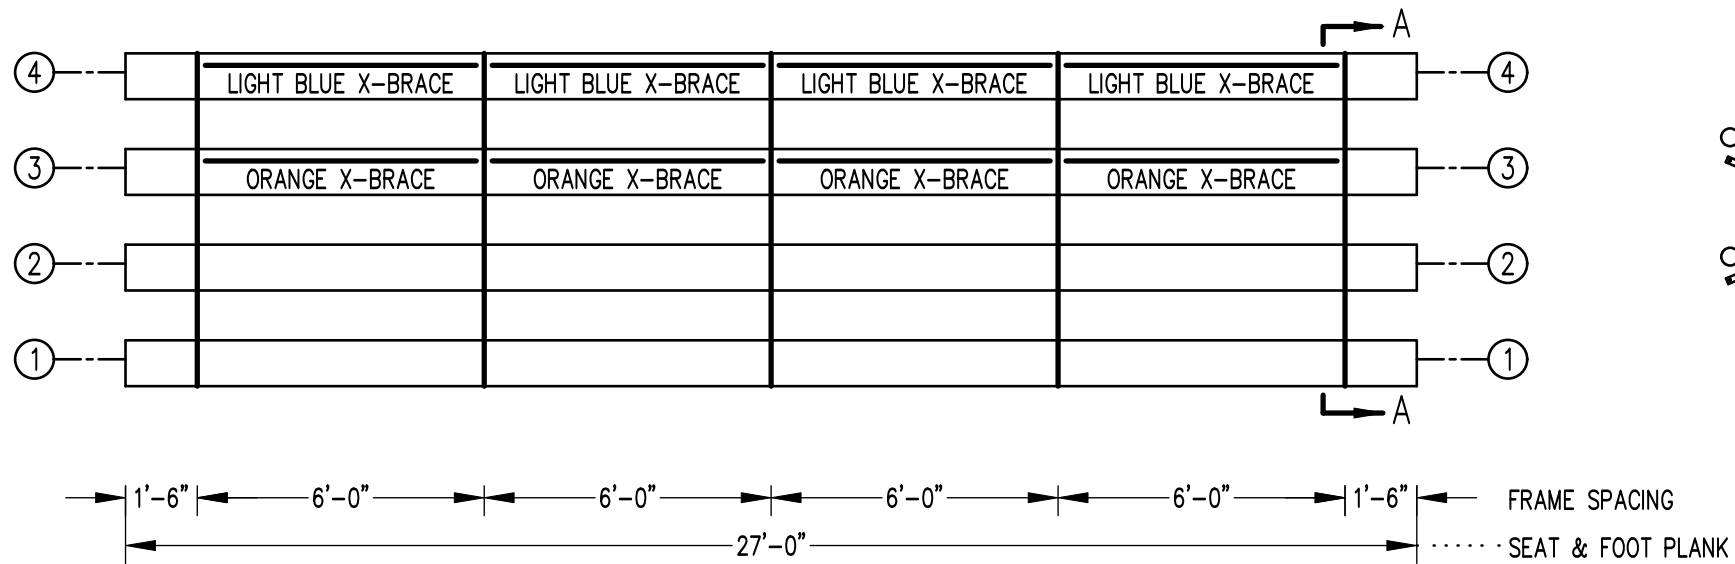 A
4 LIGHT BLUE X-BRACE LIGHT BLUE X-BRACE LIGHT BLUE X-BRACE LIGHT BLUE X-BRACE 4
3 ORANGE X-BRACE ORANGE X-BRACE ORANGE X-BRACE ORANGE X-BRACE 3
2 2
1 1
A
1'-6" 6'-0" 6'-0" 6'-0" 6'-0" 1'-6" FRAME SPACING
27'-0" SEAT & FOOT PLANK